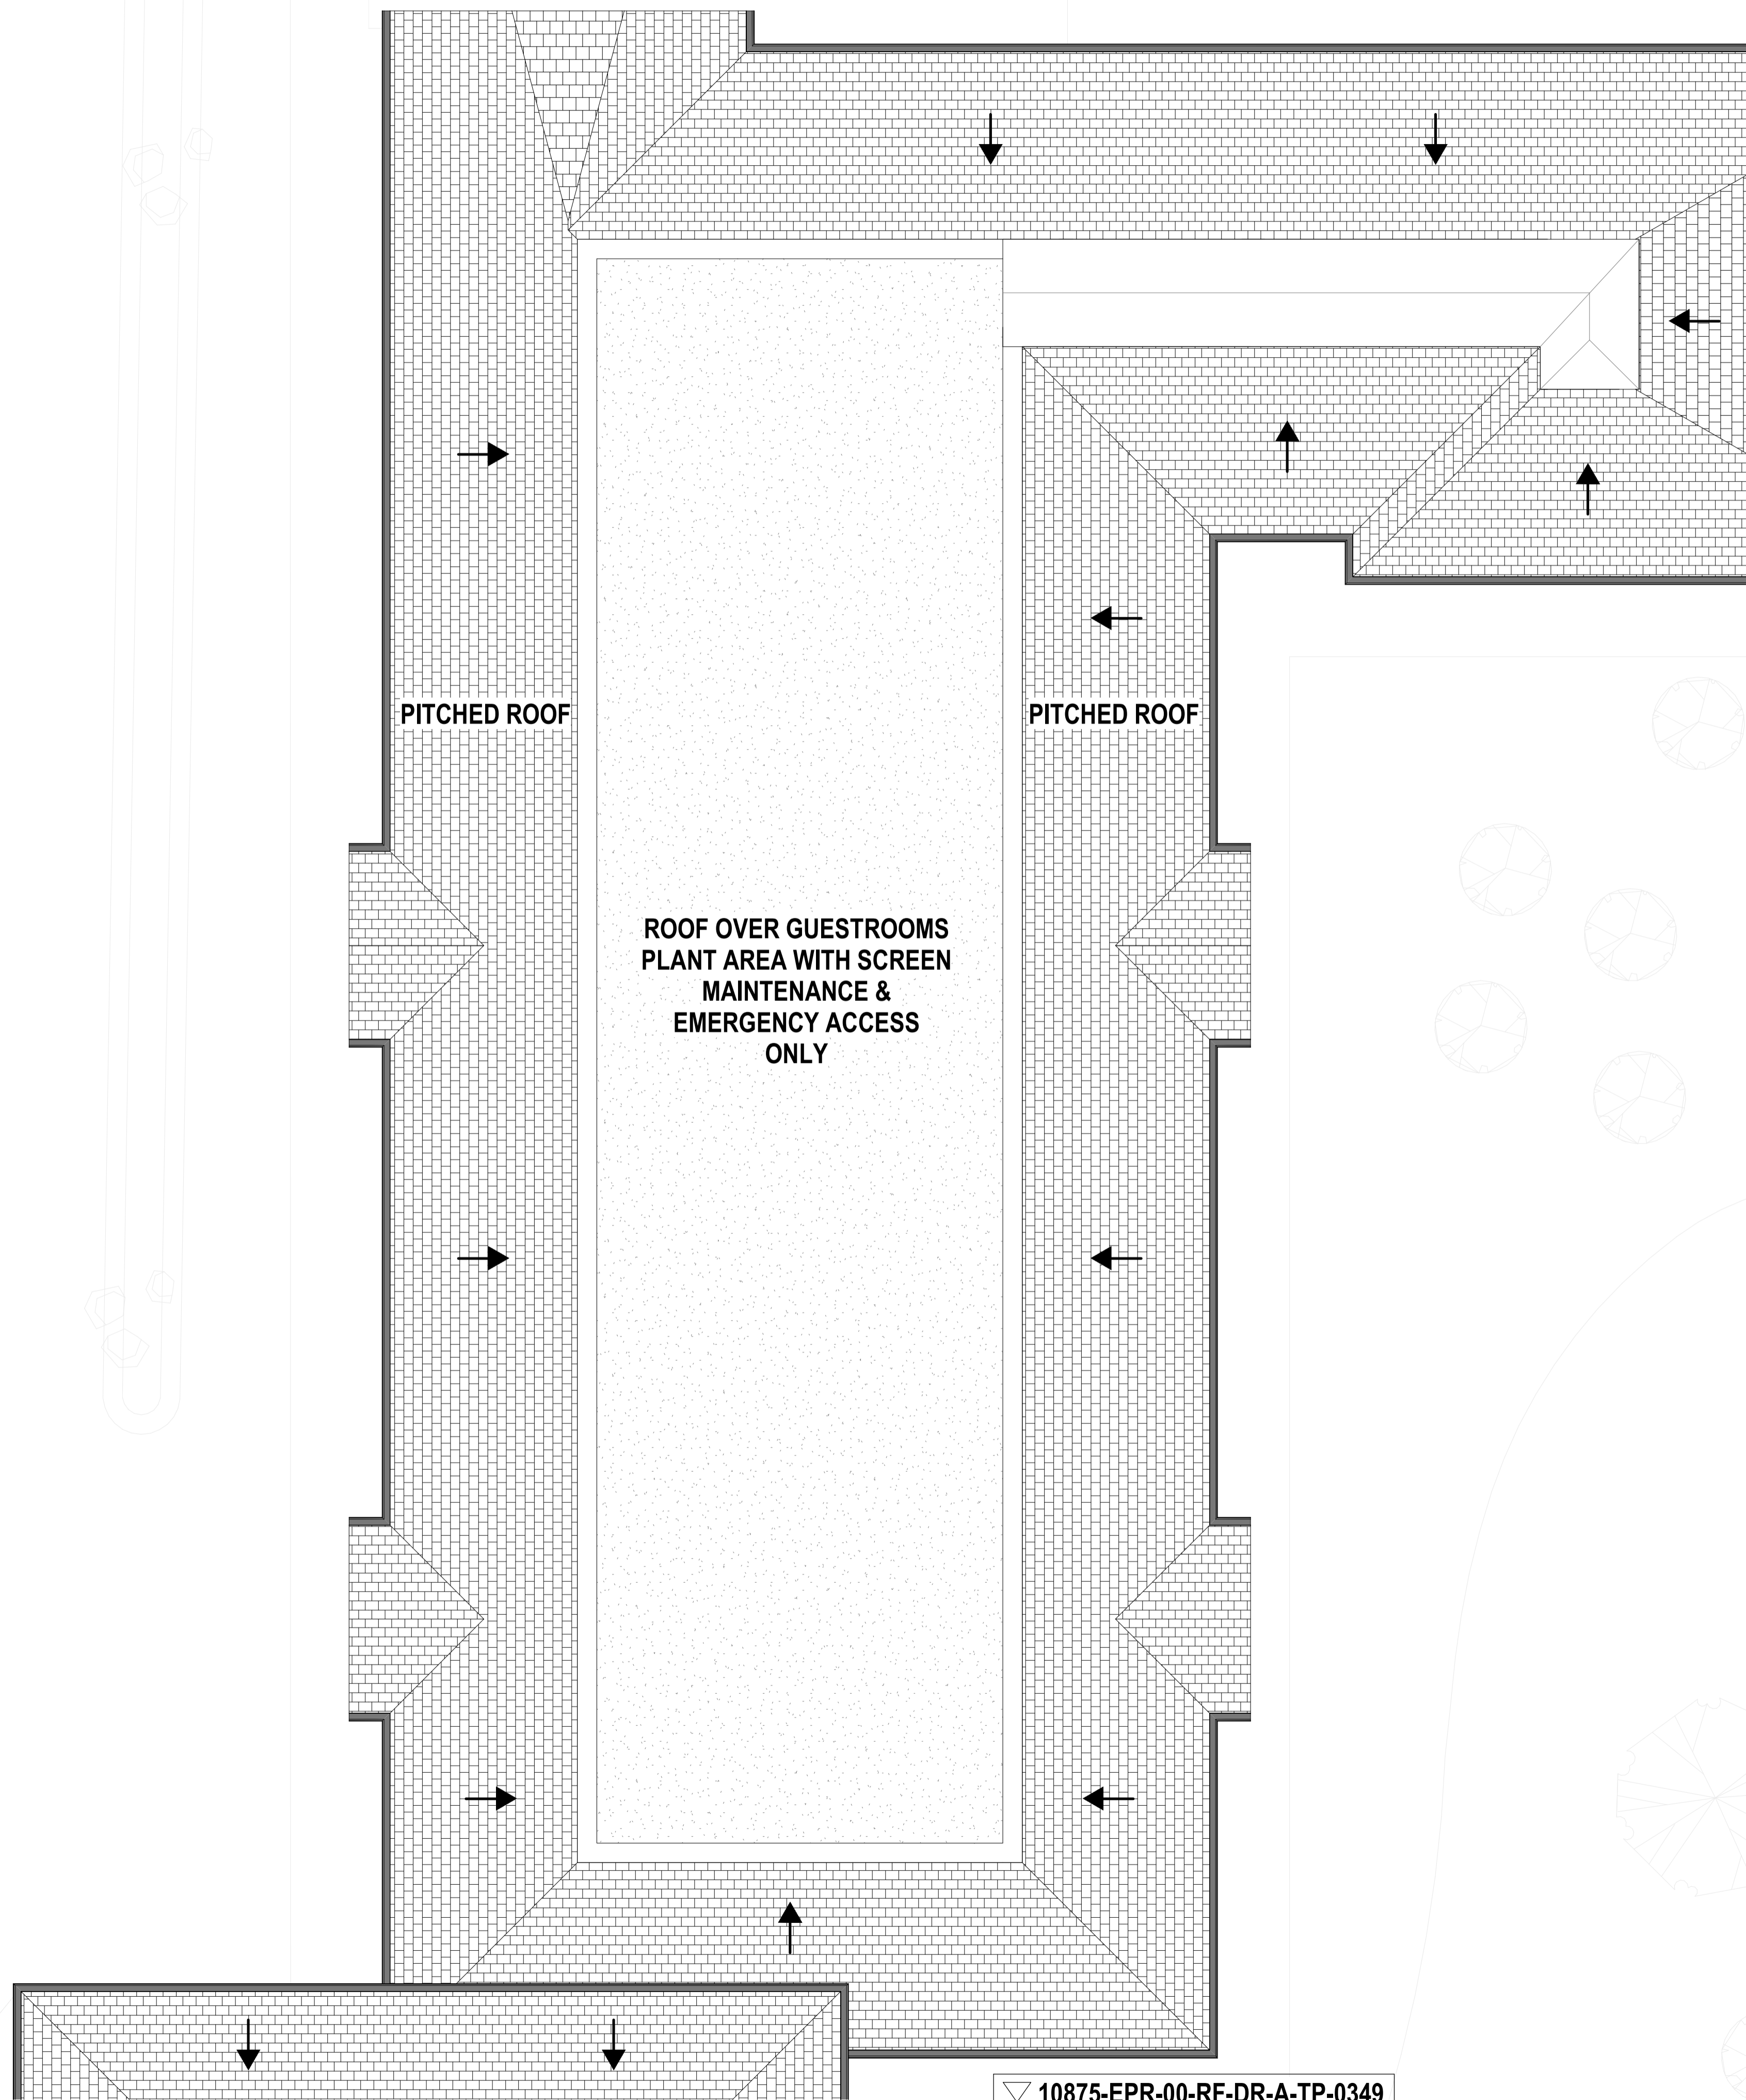 PITCHED ROOF
PITCHED ROOF
ROOF OVER GUESTROOMS
PLANT AREA WITH SCREEN
MAINTENANCE &
EMERGENCY ACCESS
ONLY
10875-EPR-00-RF-DR-A-TP-0349